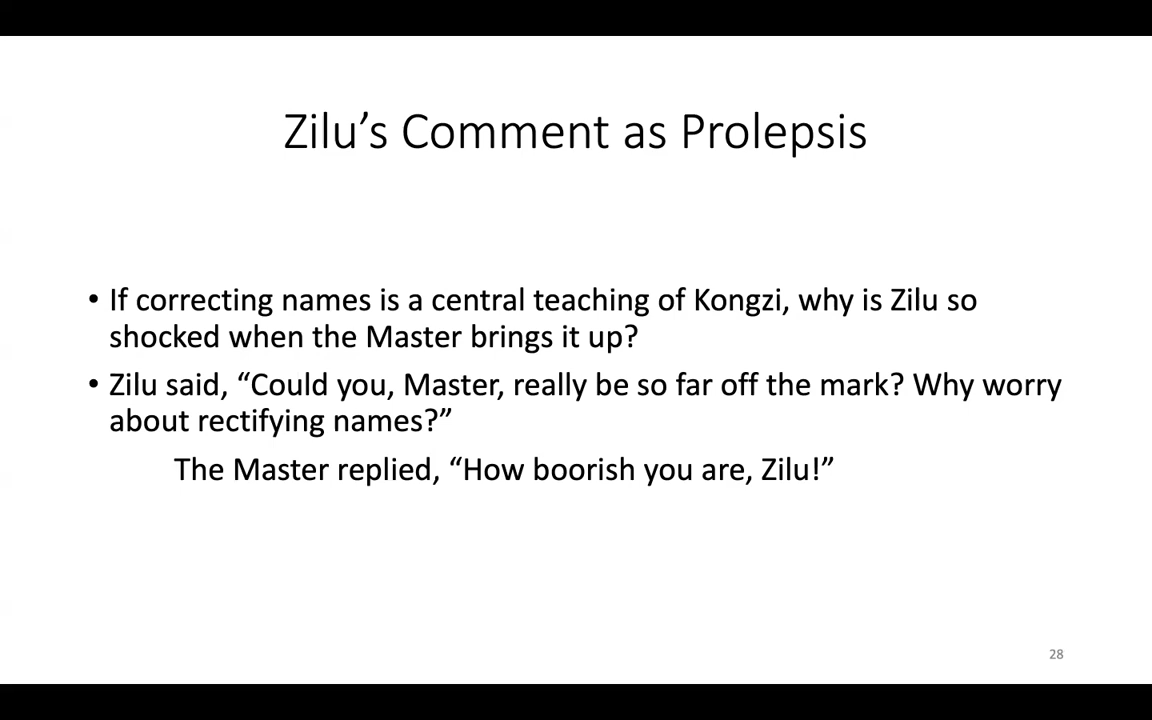 Zilu’s Comment as Prolepsis
• If correcting names is a central teaching of Kongzi, why is Zilu so
shocked when the Master brings it up?
• Zilu said, “Could you, Master, really be so far off the mark? Why worry
about rectifying names?”
The Master replied, “How boorish you are, Zilu!”
28